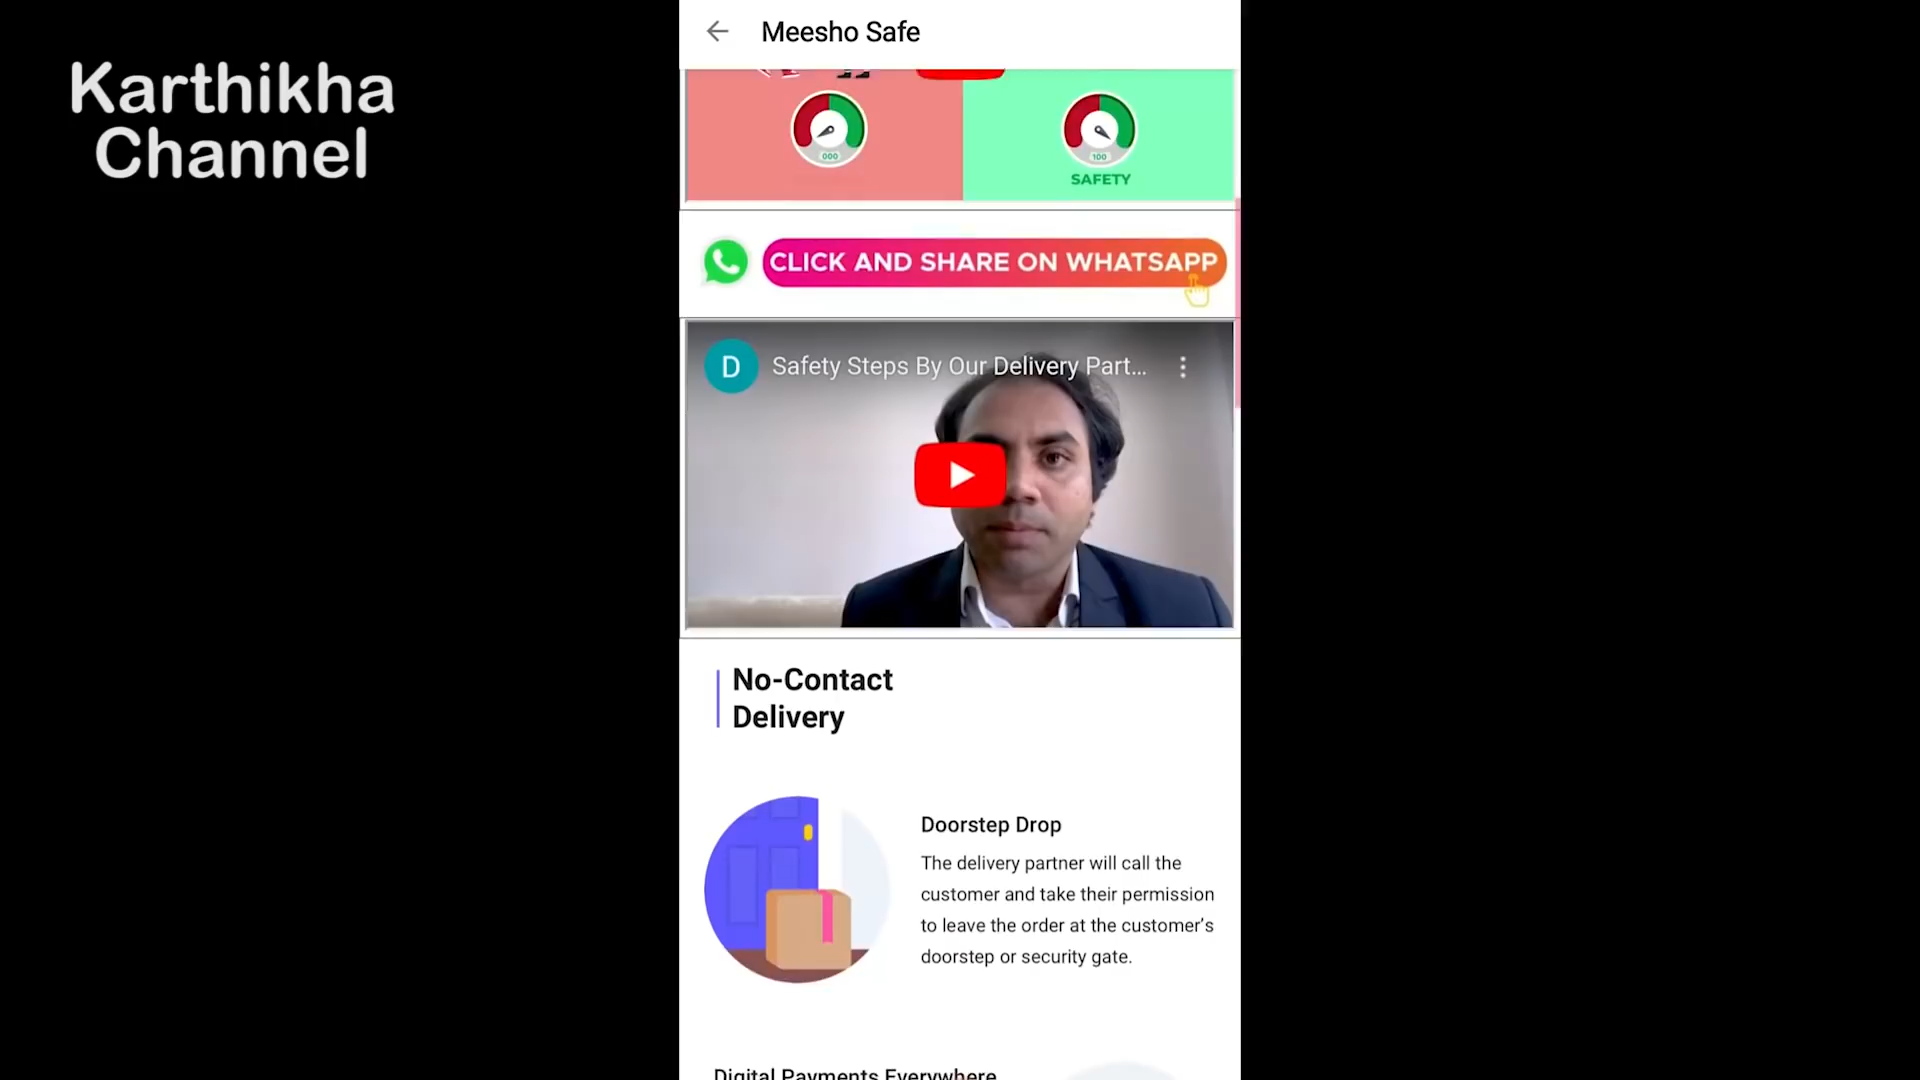 Karthikha
Channel
Meesho Safe
000
100
SAFETY
CLICK AND SHARE ON WHATSAPP
D
Safety Steps By Our Delivery Part...
No-Contact
Delivery
Doorstep Drop
The delivery partner will call the
customer and take their permission
to leave the order at the customer’s
doorstep or security gate.
Digital Payments Everywhere